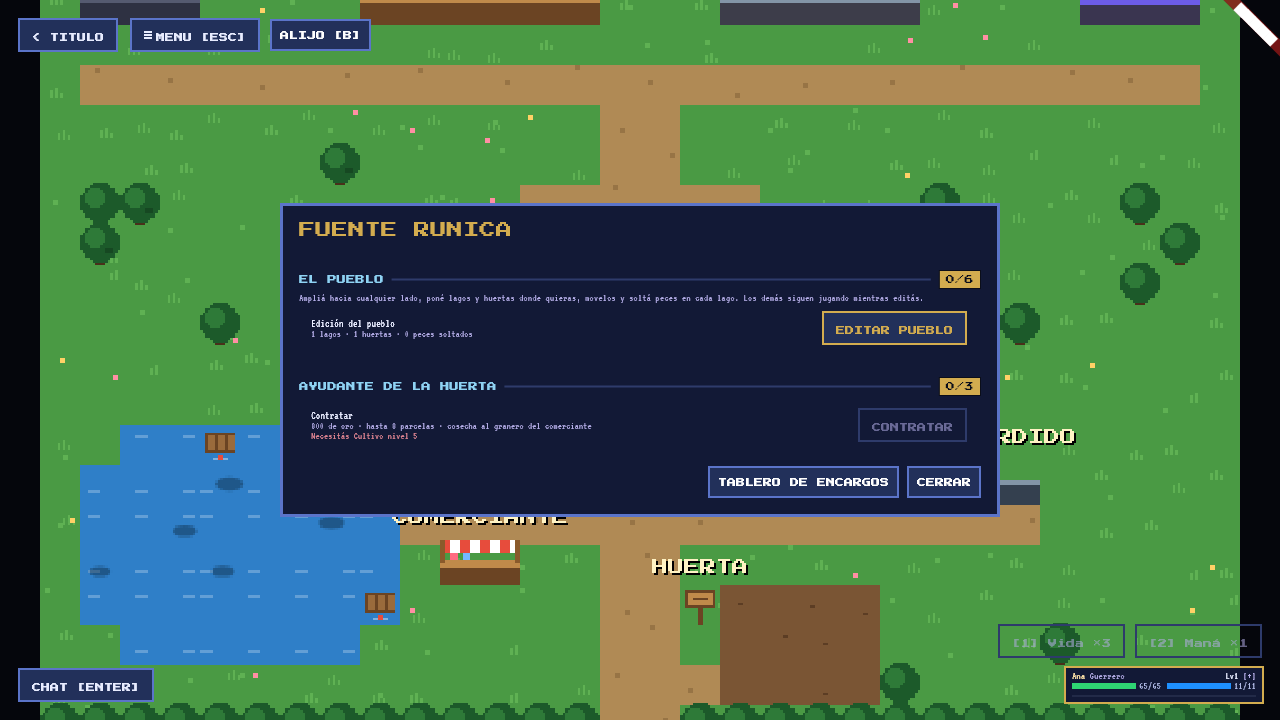 < TITULO
≡MENU [ESC]
ALIJO [B]
FUENTE RUNICA
EL PUEBLO
0/6
Ampliá hacia cualquier lado, poné lagos y huertas donde quieras, movelos y soltá peces en cada lago. Los demás siguen jugando mientras editás.
Edición del pueblo
1 lagos · 1 huertas · 0 peces soltados
EDITAR PUEBLO
AYUDANTE DE LA HUERTA
0/3
Contratar
800 de oro · hasta 8 parcelas · cosecha al granero del comerciante
Necesitás Cultivo nivel 5
CONTRATAR
RDIDO
TABLERO DE ENCARGOS
CERRAR
COMERCIANTE
HUERTA
[1] Vida ×3
[2] Maná ×1
Ana Guerrero
Lv1 [+]
65/65
11/11
CHAT [ENTER]